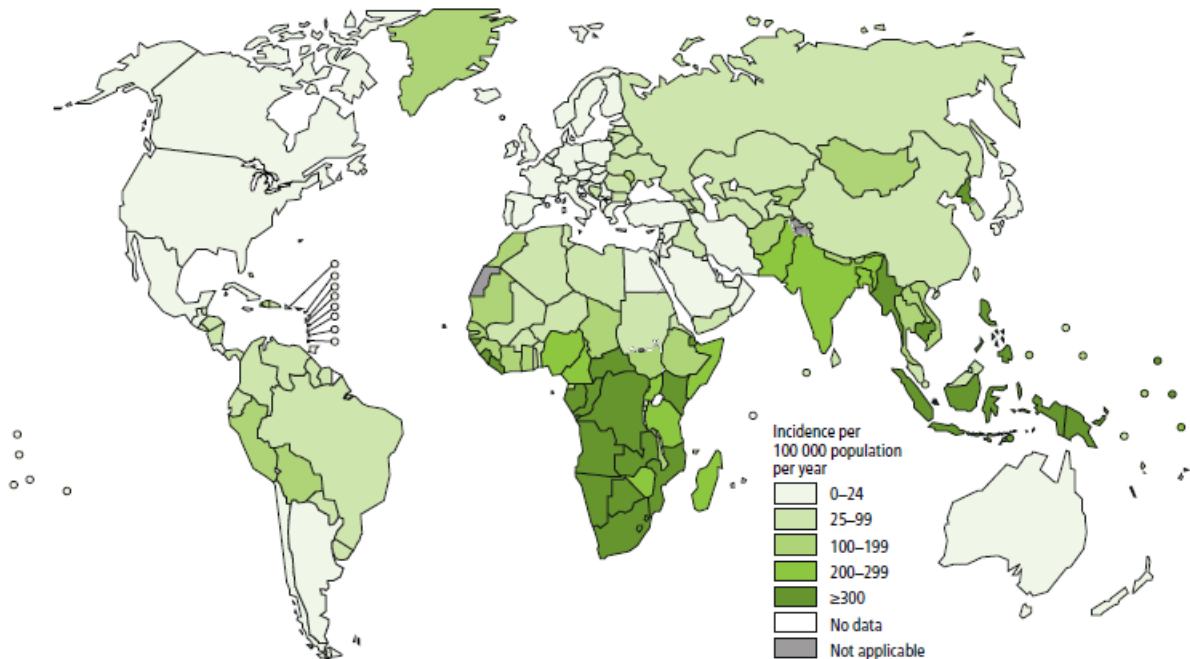 Incidence per
100 000 population
per year
0–24
25–99
100–199
200–299
≥300
No data
Not applicable